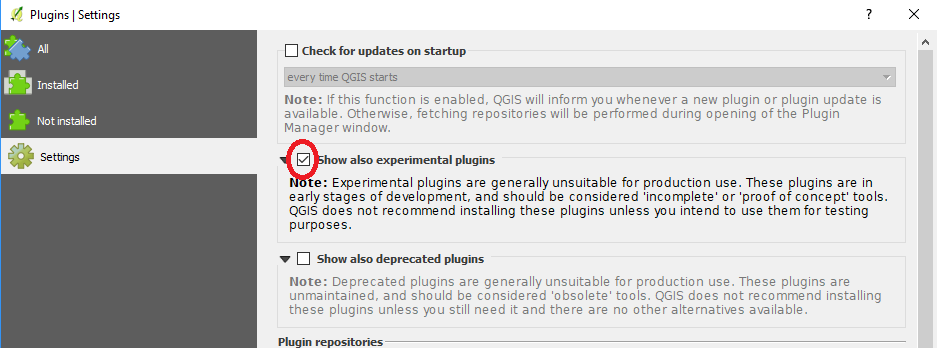 Plugins | Settings
All
Installed
Not installed
Settings
Check for updates on startup
every time QGIS starts
Note: If this function is enabled, QGIS will inform you whenever a new plugin or plugin update is
available. Otherwise, fetching repositories will be performed during opening of the Plugin
Manager window.
Show also experimental plugins
Note: Experimental plugins are generally unsuitable for production use. These plugins are in
early stages of development, and should be considered 'incomplete' or 'proof of concept' tools.
QGIS does not recommend installing these plugins unless you intend to use them for testing
purposes.
Show also deprecated plugins
Note: Deprecated plugins are generally unsuitable for production use. These plugins are
unmaintained, and should be considered 'obsolete' tools. QGIS does not recommend installing
these plugins unless you still need it and there are no other alternatives available.
Plugin repositories